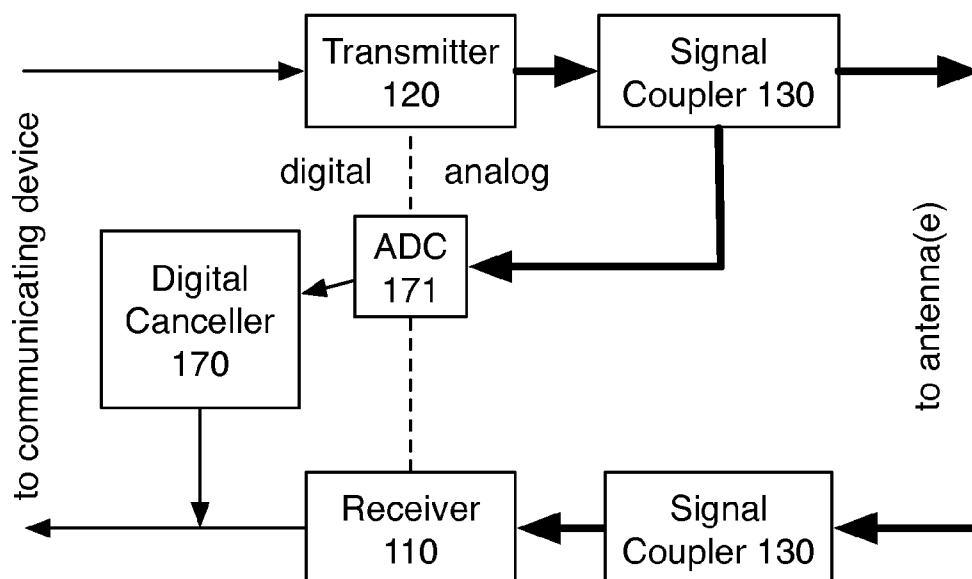 Transmitter
120
Signal
Coupler 130
digital
analog
to communicating device
ADC
171
Digital
Canceller
170
to antenna(e)
Receiver
110
Signal
Coupler 130